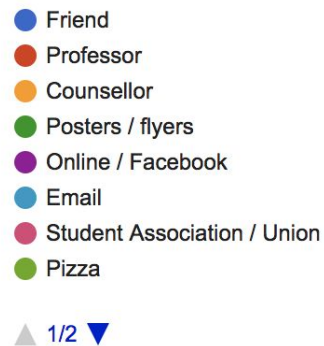 Friend
Professor
Counsellor
Posters / flyers
Online / Facebook
Email
Student Association / Union
Pizza
1/2